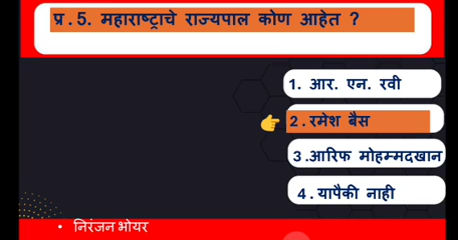 प्र.5. महाराष्ट्राचे राज्यपाल कोण आहेत ?
1. आर. एन. रवी
2.रमेश बैस
3.आरिफ मोहम्मदखान
4.यापैकी नाही
• निरंजन भोयर